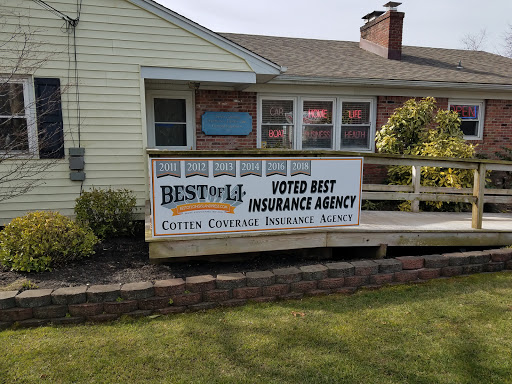 CAR HOME LIFE
BOAT BUSINESS HEALTH
2011 2012 2013 2014 2016 2018
BEST OF L.I.
VOTED BEST
INSURANCE AGENCY
COTTEN COVERAGE INSURANCE AGENCY